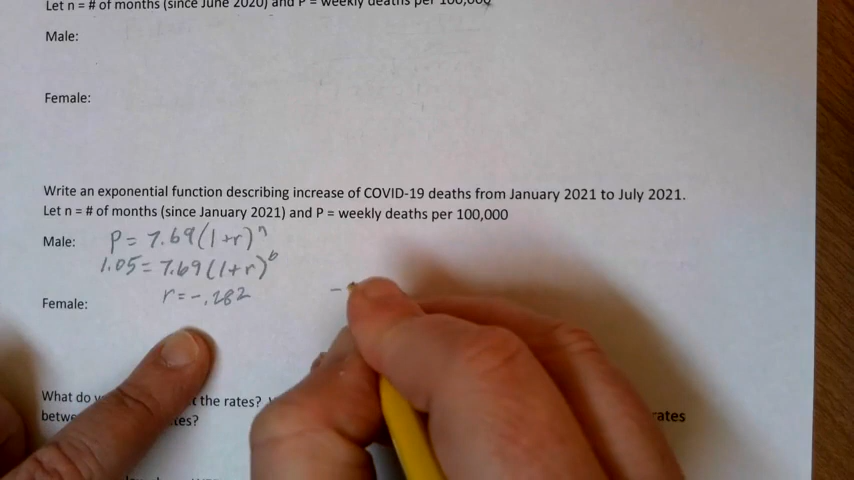 Let n = # of months (since June 2020) and P = weekly deaths per 100,000
Male:
Female:
Write an exponential function describing increase of COVID-19 deaths from January 2021 to July 2021.
Let n = # of months (since January 2021) and P = weekly deaths per 100,000
Male: P = 7.69(1+r)^n
1.05 = 7.69(1+r)^6
r = -.282
Female:
What do the rates?
ates